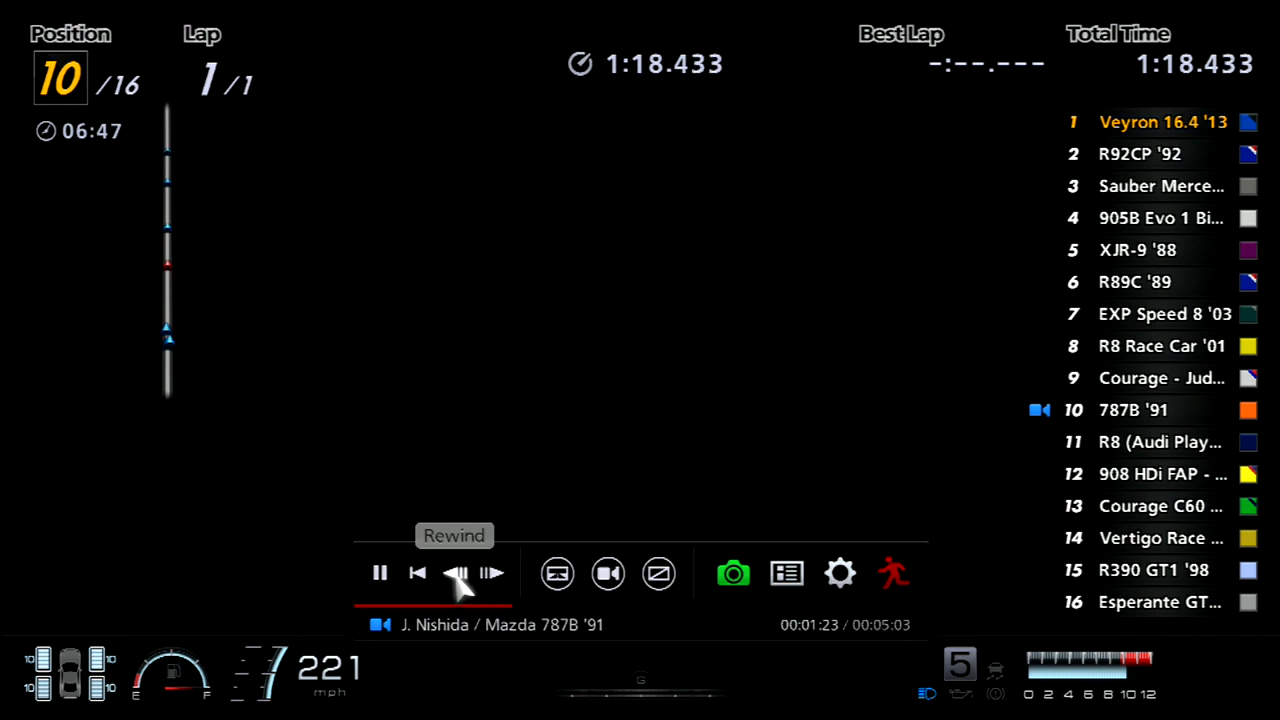 Position
Lap
Best Lap
Total Time
10 /16
1 /1
1:18.433
-:--.---
1:18.433
06:47
1 Veyron 16.4 '13
2 R92CP '92
3 Sauber Merce...
4 905B Evo 1 Bi...
5 XJR-9 '88
6 R89C '89
7 EXP Speed 8 '03
8 R8 Race Car '01
9 Courage - Jud...
10 787B '91
11 R8 (Audi Play...
12 908 HDi FAP - ...
13 Courage C60 ...
14 Vertigo Race ...
15 R390 GT1 '98
16 Esperante GT...
Rewind
J. Nishida / Mazda 787B '91
00:01:23 / 00:05:03
10 10
10 10
E F
221
mph
G
5
0 2 4 6 8 10 12